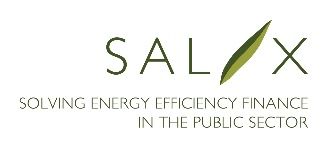 SALIX
SOLVING ENERGY EFFICIENCY FINANCE
IN THE PUBLIC SECTOR